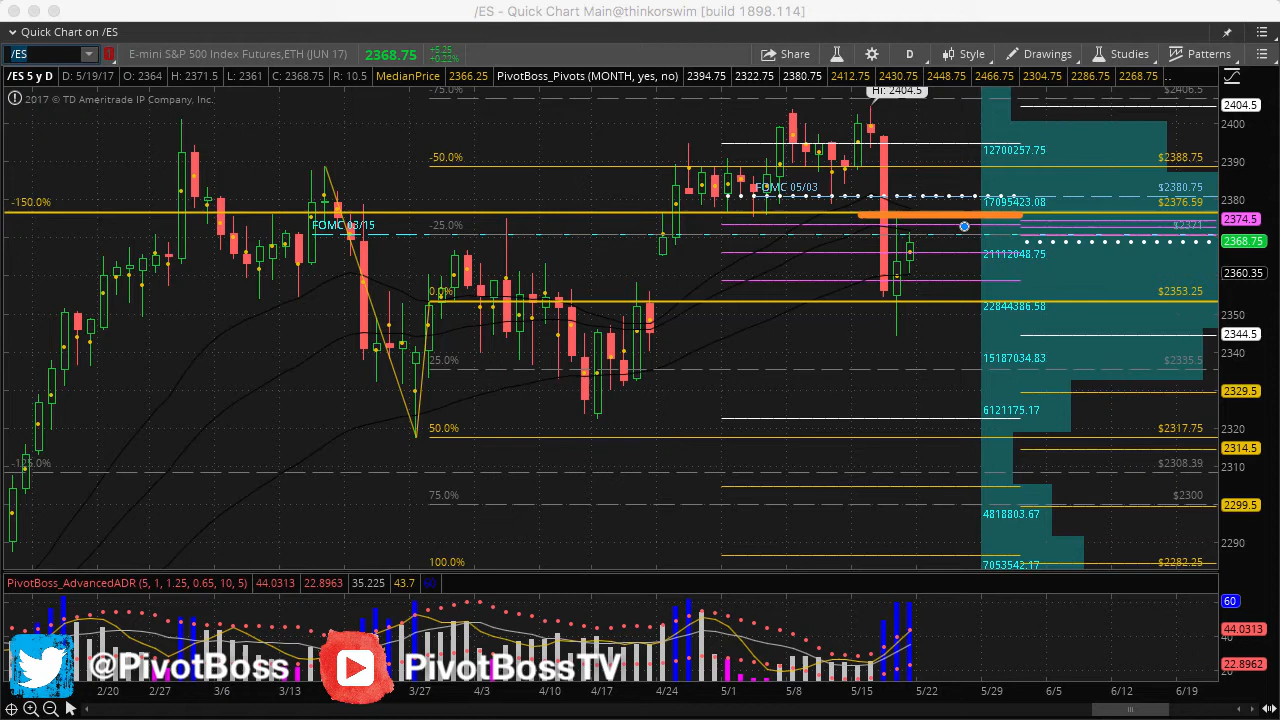 /ES - Quick Chart Main@thinkorswim [build 1898.114]
Quick Chart on /ES
/ES E-mini S&P 500 Index Futures,ETH (JUN 17) 2368.75 +5.25 +0.22% Share D Style Drawings Studies Patterns
/ES 5 y D D: 5/19/17 O: 2364 H: 2371.5 L: 2361 C: 2368.75 R: 10.5 MedianPrice 2366.25 PivotBoss_Pivots (MONTH, yes, no) 2394.75 2322.75 2380.75 2412.75 2430.75 2448.75 2466.75 2304.75 2286.75 2268.75 ..
2017 © TD Ameritrade IP Company, Inc.
-75.0% Hi: 2404.5 $2406.5
2404.5
2400
12700257.75
-50.0% $2388.75 2390
FOMC 05/03 $2380.75
-150.0% 17095423.08 $2376.59 2380
FOMC 03/15 -25.0% $2371 2374.5
2368.75
21112048.75
2360.35
0.0% $2353.25
22844386.58
2350
2344.5
25.0% 15187034.83 $2335.5 2340
2329.5
6121175.17
50.0% $2317.75 2320
2314.5
-175.0% $2308.39 2310
75.0% $2300
2299.5
4818803.67
2290
100.0% 7053542.17 $2282.25
PivotBoss_AdvancedADR (5, 1, 1.25, 0.65, 10, 5) 44.0313 22.8962 35.225 43.7 60
60
44.0313
40
22.8962
@PivotBoss PivotBossTV
2/20 2/27 3/6 3/13 3/27 4/3 4/10 4/17 4/24 5/1 5/8 5/15 5/22 5/29 6/5 6/12 6/19